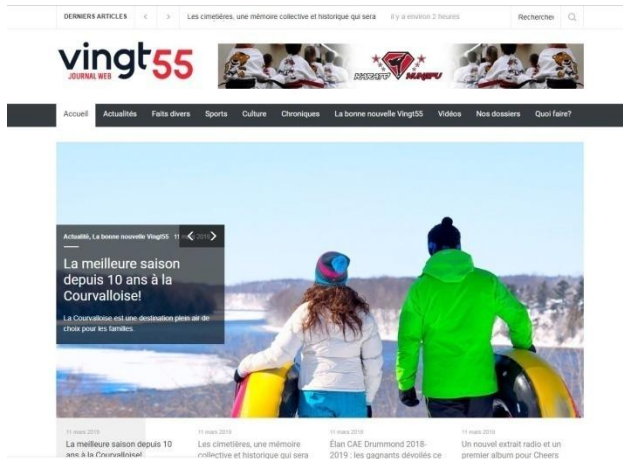 DERNIERS ARTICLES
Les cimetières, une mémoire collective et historique qui sera
il y a environ 2 heures
Rechercher
vingt55
JOURNAL WEB
KARATE KUNGFU
Accueil Actualités Faits divers Sports Culture Chroniques La bonne nouvelle Vingt55 Vidéos Nos dossiers Quoi faire?
Actualité, La bonne nouvelle Vingt55 11 mars 2019
La meilleure saison
depuis 10 ans à la
Courvalloise!
La Courvalloise est une destination plein air de
choix pour les familles.
11 mars 2019
La meilleure saison depuis 10
ans à la Courvalloise!
11 mars 2019
Les cimetières, une mémoire
collective et historique qui sera
11 mars 2019
Élan CAE Drummond 2018-
2019 : les gagnants dévoilés ce
11 mars 2019
Un nouvel extrait radio et un
premier album pour Cheers